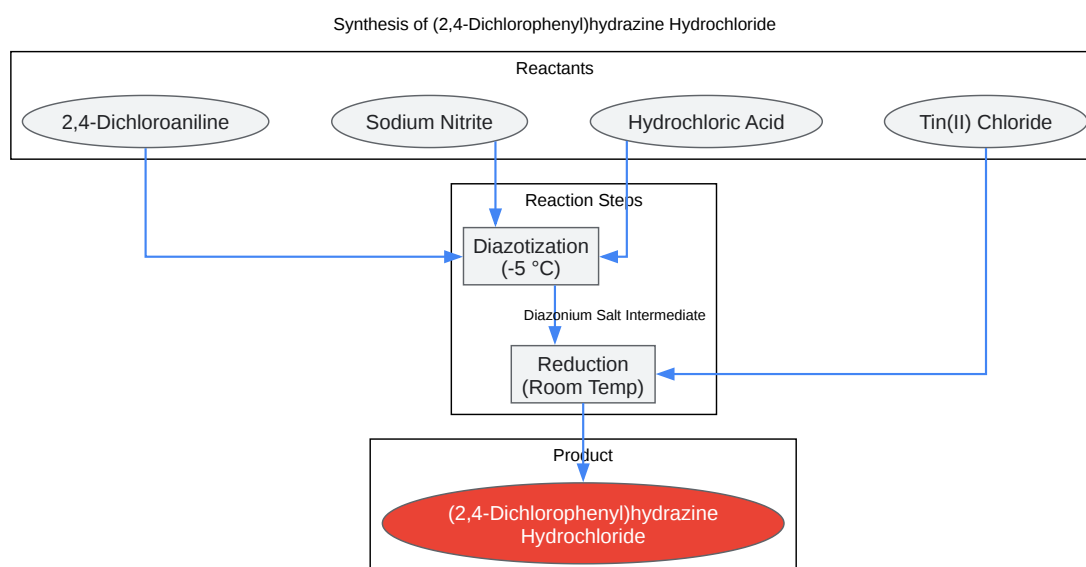 Synthesis of (2,4-Dichlorophenyl)hydrazine Hydrochloride
Reactants
2,4-Dichloroaniline
Sodium Nitrite
Hydrochloric Acid
Tin(II) Chloride
Reaction Steps
Diazotization
(-5 °C)
Diazonium Salt Intermediate
Reduction
(Room Temp)
Product
(2,4-Dichlorophenyl)hydrazine
Hydrochloride